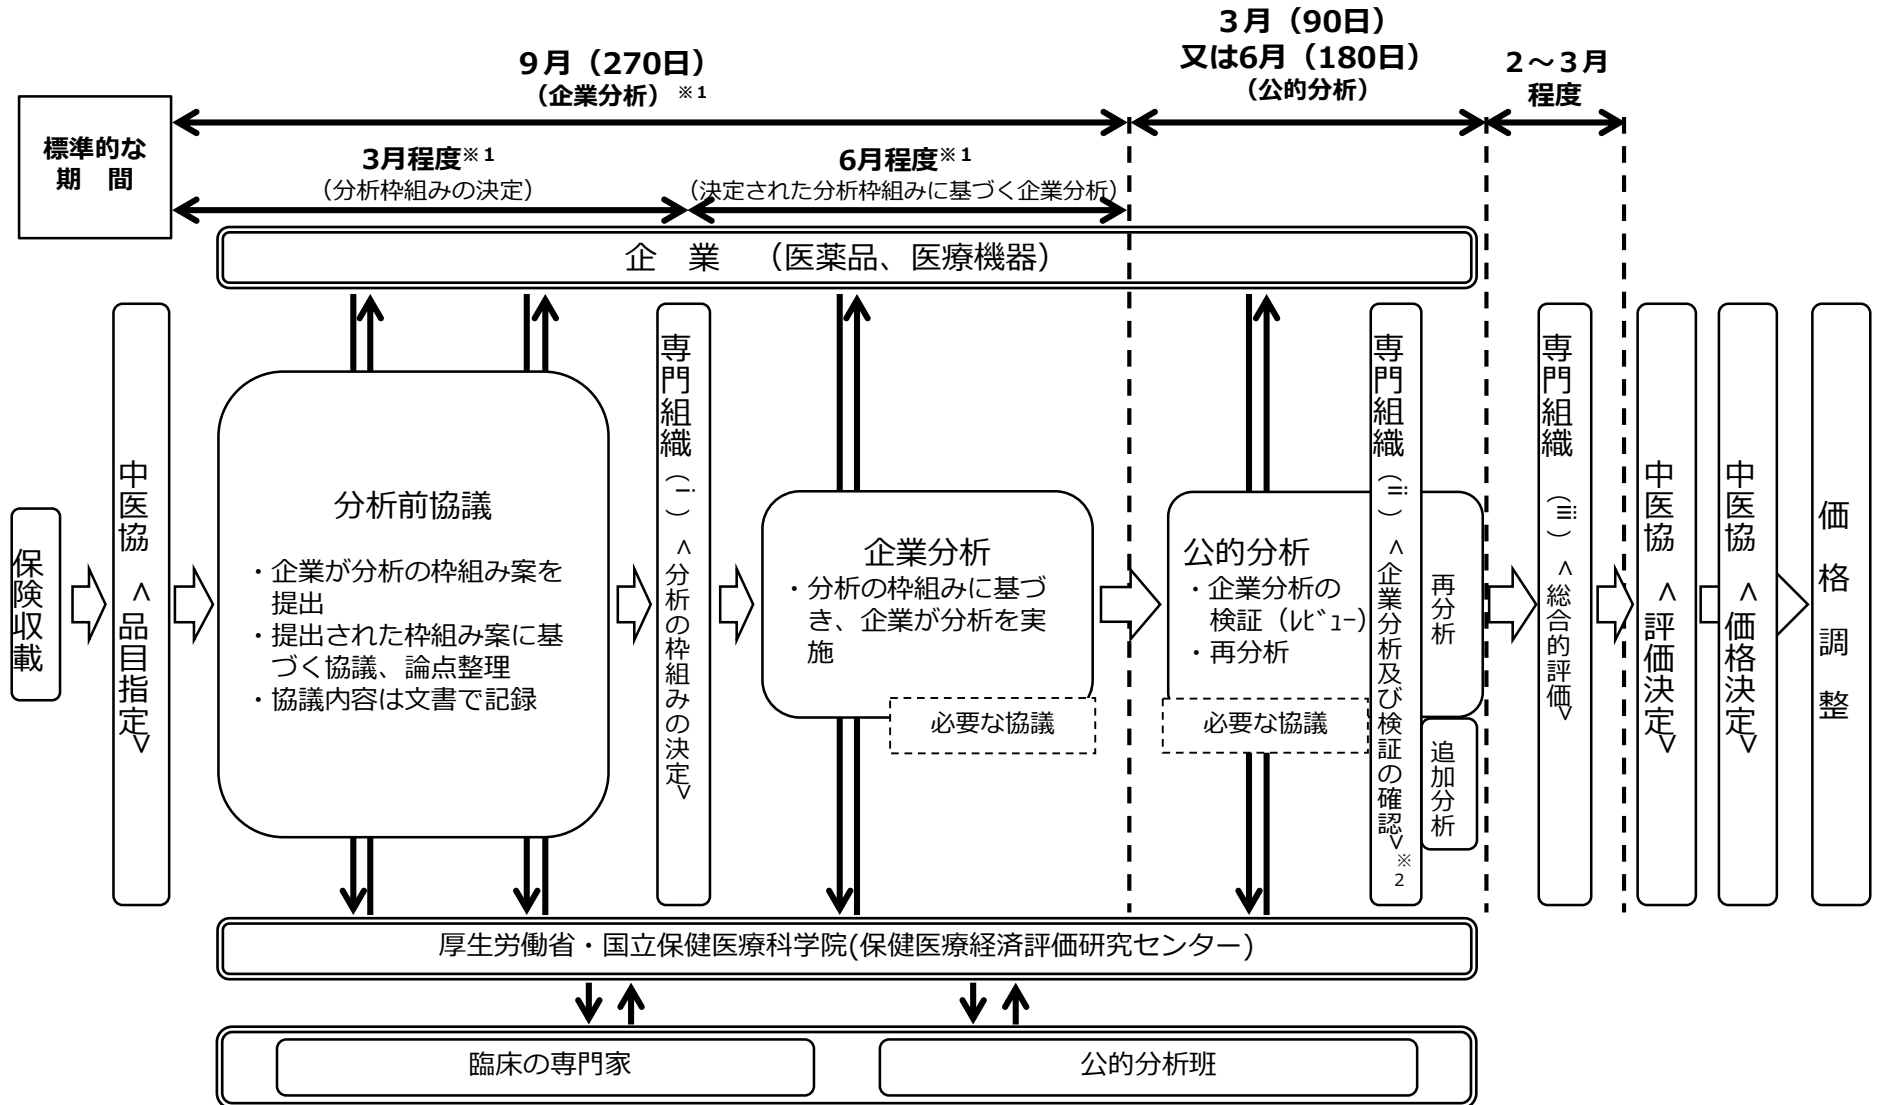 3月(90日)
又は6月(180日)
(公的分析)
9月(270日)
(企業分析)※1
2~3月
程度
標準的な
期 間
3月程度※1
(分析枠組みの決定)
6月程度※1
(決定された分析枠組みに基づく企業分析)
企 業 (医薬品、医療機器)
保険収載
中医協 <品目指定>
分析前協議
・企業が分析の枠組み案を
提出
・提出された枠組み案に基
づく協議、論点整理
・協議内容は文書で記録
専門組織(ⅰ)<分析の枠組みの決定>
企業分析
・分析の枠組みに基づ
き、企業が分析を実
施
必要な協議
公的分析
・企業分析の
検証(ﾚﾋﾞｭｰ)
・再分析
必要な協議
専門組織(ⅱ)<企業分析及び検証の確認>※2
再分析
追加分析
専門組織 (ⅲ)<総合的評価>
中医協 <評価決定>
中医協 <価格決定>
価格調整
厚生労働省・国立保健医療科学院(保健医療経済評価研究センター)
臨床の専門家
公的分析班